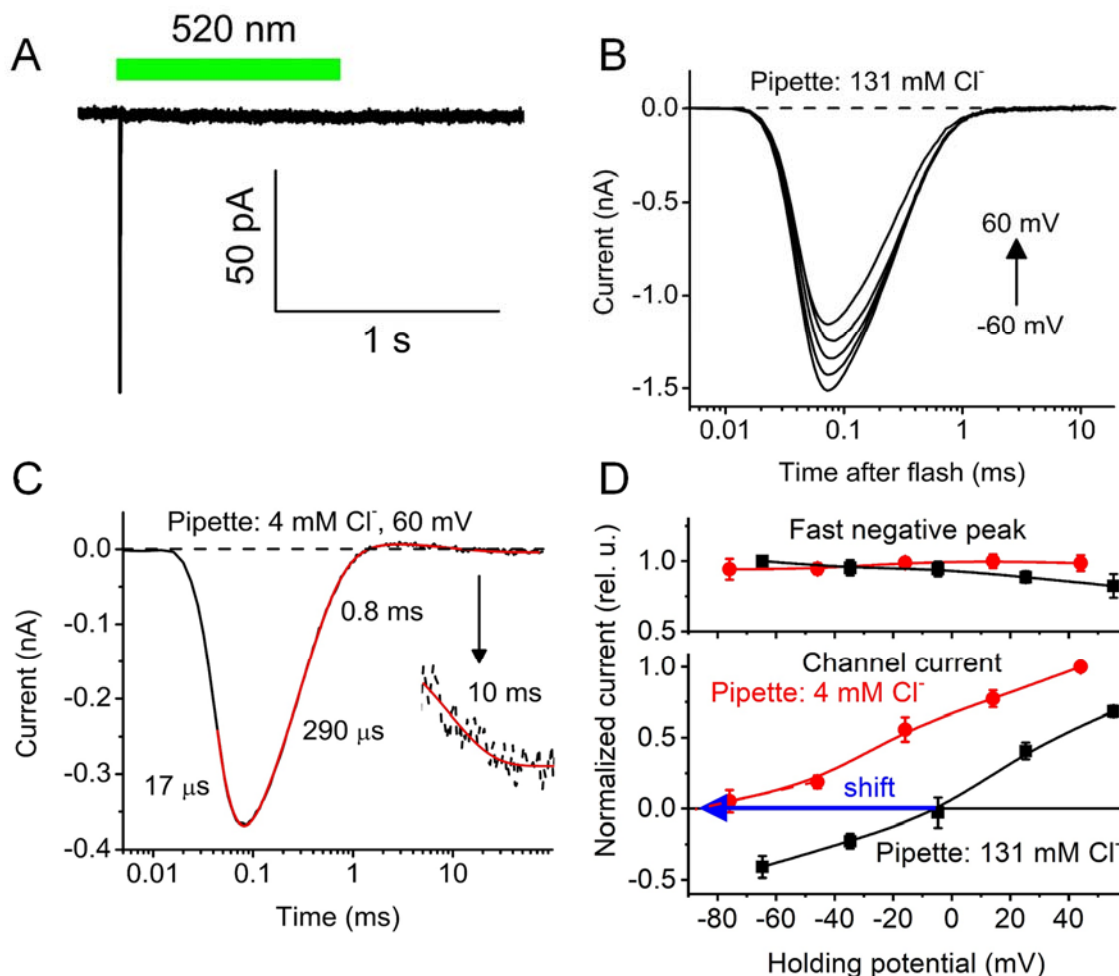 A
520 nm
50 pA
1 s
B
Pipette: 131 mM Cl⁻
0.0
-0.5
-1.0
-1.5
Current (nA)
60 mV
-60 mV
0.01 0.1 1 10
Time after flash (ms)
C
Pipette: 4 mM Cl⁻, 60 mV
0.0
-0.1
-0.2
-0.3
-0.4
Current (nA)
17 μs
290 μs
0.8 ms
10 ms
0.01 0.1 1 10
Time (ms)
D
Fast negative peak
1.0
0.5
Channel current
Pipette: 4 mM Cl⁻
1.0
0.5
0.0
-0.5
shift
Pipette: 131 mM Cl⁻
Normalized current (rel. u.)
-80 -60 -40 -20 0 20 40
Holding potential (mV)